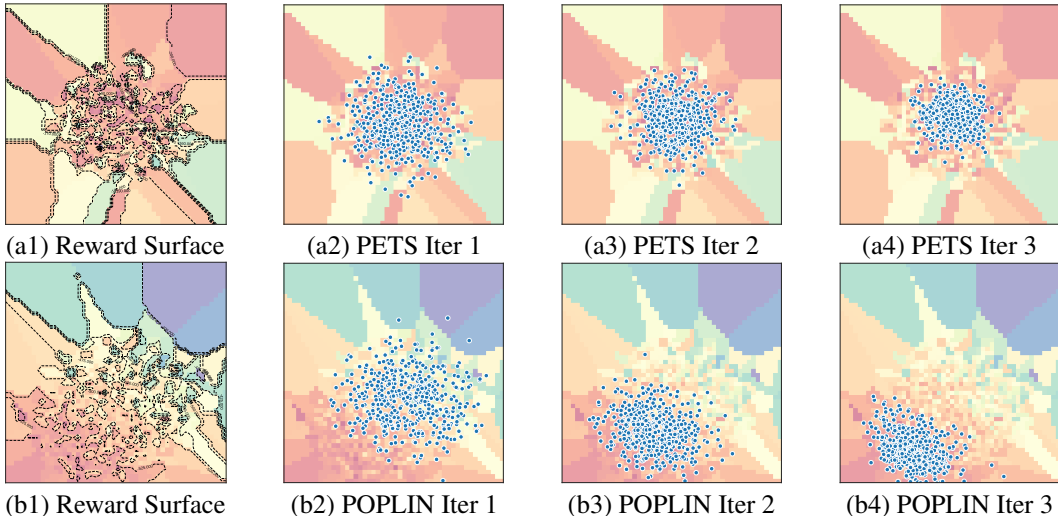 (a1) Reward Surface (a2) PETS Iter 1 (a3) PETS Iter 2 (a4) PETS Iter 3
(b1) Reward Surface (b2) POPLIN Iter 1 (b3) POPLIN Iter 2 (b4) POPLIN Iter 3